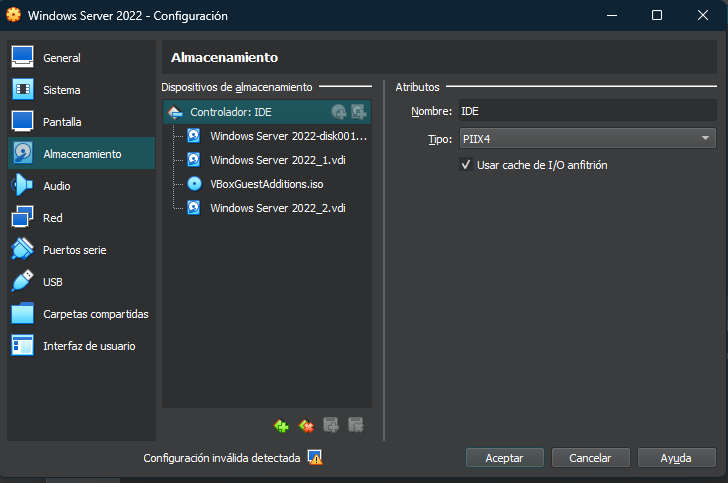 Windows Server 2022 - Configuración
General
Sistema
Pantalla
Almacenamiento
Audio
Red
Puertos serie
USB
Carpetas compartidas
Interfaz de usuario
Almacenamiento
Dispositivos de almacenamiento
Controlador: IDE
Windows Server 2022-disk001...
Windows Server 2022_1.vdi
VBoxGuestAdditions.iso
Windows Server 2022_2.vdi
Atributos
Nombre: IDE
Tipo: PIIX4
Usar cache de I/O anfitrión
Configuración inválida detectada
Aceptar Cancelar Ayuda